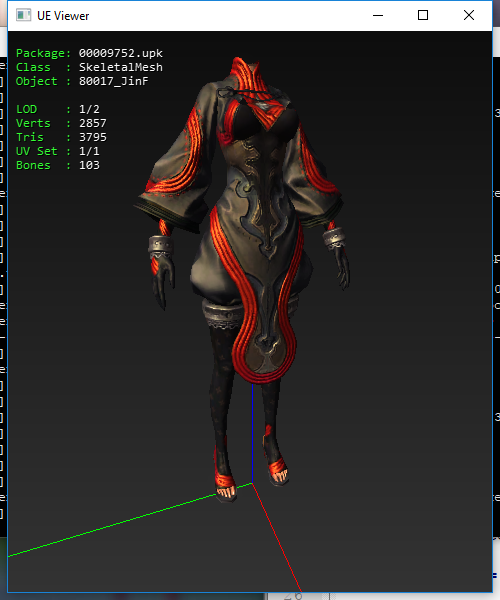 UE Viewer
Package: 00009752.upk
Class  : SkeletalMesh
Object : 80017_JinF
LOD    : 1/2
Verts  : 2857
Tris   : 3795
UV Set : 1/1
Bones  : 103